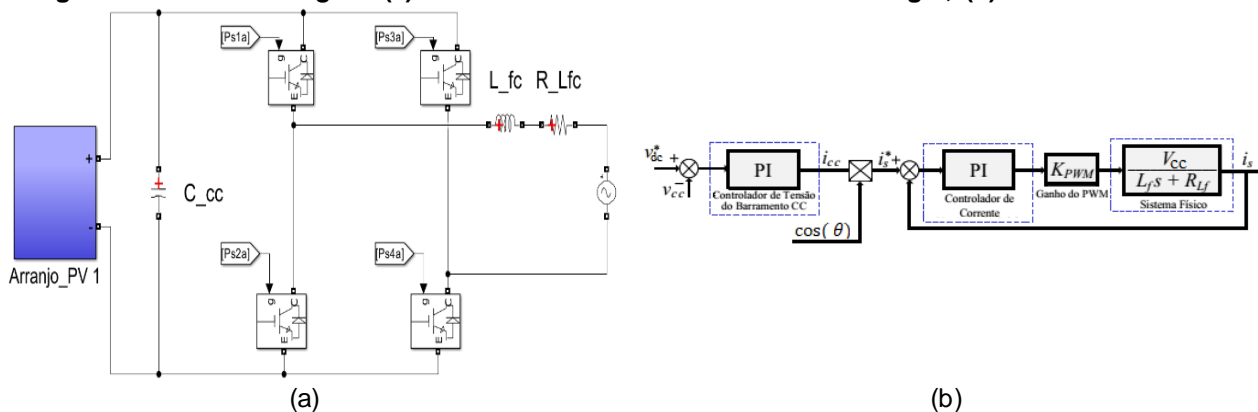 [Ps1a]
[Ps3a]
g
C
E
g
C
E
L_fc R_Lfc
+
-
C_cc
Arranjo_PV 1
[Ps2a]
[Ps4a]
g
C
E
g
C
E
(a)
v*dc +
vcc−
PI
Controlador de Tensão
do Barramento CC
icc
cos( θ )
is* +
-
PI
Controlador de
Corrente
KPWM
Ganho do PWM
VCC
Lf s + RLf
Sistema Físico
is
(b)